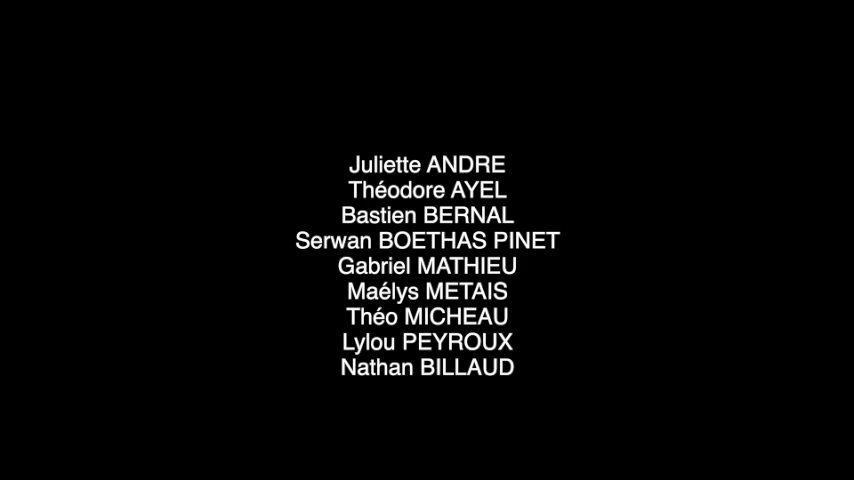 Juliette ANDRE
Théodore AYEL
Bastien BERNAL
Serwan BOETHAS PINET
Gabriel MATHIEU
Maélys METAIS
Théo MICHEAU
Lylou PEYROUX
Nathan BILLAUD